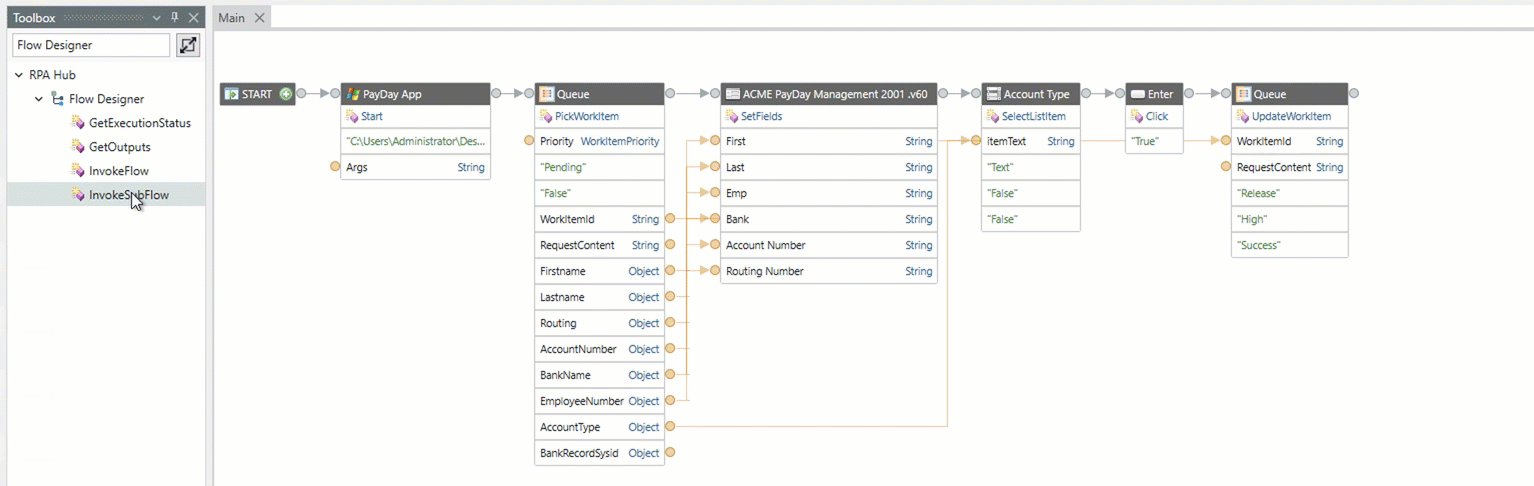 Toolbox
Flow Designer
RPA Hub
Flow Designer
GetExecutionStatus
GetOutputs
InvokeFlow
InvokeSubFlow
Main
START
PayDay App
Start
"C:\Users\Administrator\Des...
Args String
Queue
PickWorkItem
Priority WorkItemPriority
"Pending"
"False"
WorkItemId String
RequestContent String
Firstname Object
Lastname Object
Routing Object
AccountNumber Object
BankName Object
EmployeeNumber Object
AccountType Object
BankRecordSysid Object
ACME PayDay Management 2001 .v60
SetFields
First String
Last String
Emp String
Bank String
Account Number String
Routing Number String
Account Type
SelectListItem
itemText String
"Text"
"False"
"False"
Enter
Click
"True"
Queue
UpdateWorkItem
WorkItemId String
RequestContent String
"Release"
"High"
"Success"